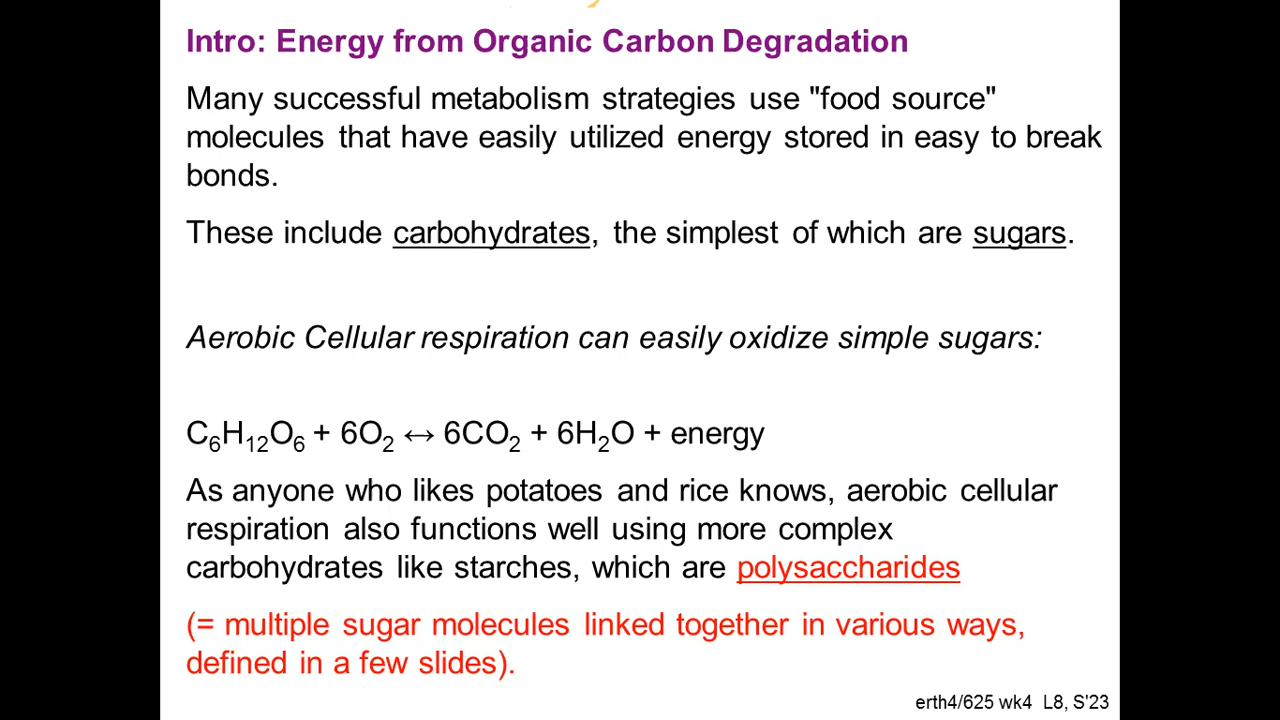 Intro: Energy from Organic Carbon Degradation
Many successful metabolism strategies use "food source"
molecules that have easily utilized energy stored in easy to break
bonds.
These include carbohydrates, the simplest of which are sugars.
Aerobic Cellular respiration can easily oxidize simple sugars:
C₆H₁₂O₆ + 6O₂ ↔ 6CO₂ + 6H₂O + energy
As anyone who likes potatoes and rice knows, aerobic cellular
respiration also functions well using more complex
carbohydrates like starches, which are polysaccharides
(= multiple sugar molecules linked together in various ways,
defined in a few slides).
erth4/625 wk4 L8, S'23